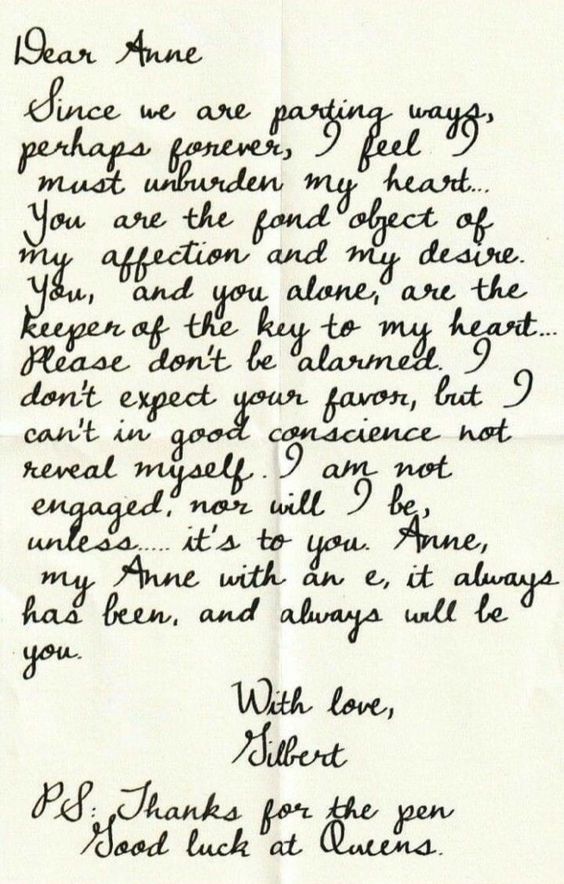 Dear Anne
Since we are parting ways,
perhaps forever, I feel I
must unburden my heart...
You are the fond object of
my affection and my desire.
You, and you alone, are the
keeper of the key to my heart...
Please don't be alarmed. I
don't expect your favor, but I
can't in good conscience not
reveal myself. I am not
engaged, nor will I be,
unless..... it's to you. Anne,
my Anne with an e, it always
has been, and always will be
you.
With love,
Gilbert
PS: Thanks for the pen
Good luck at Queens.